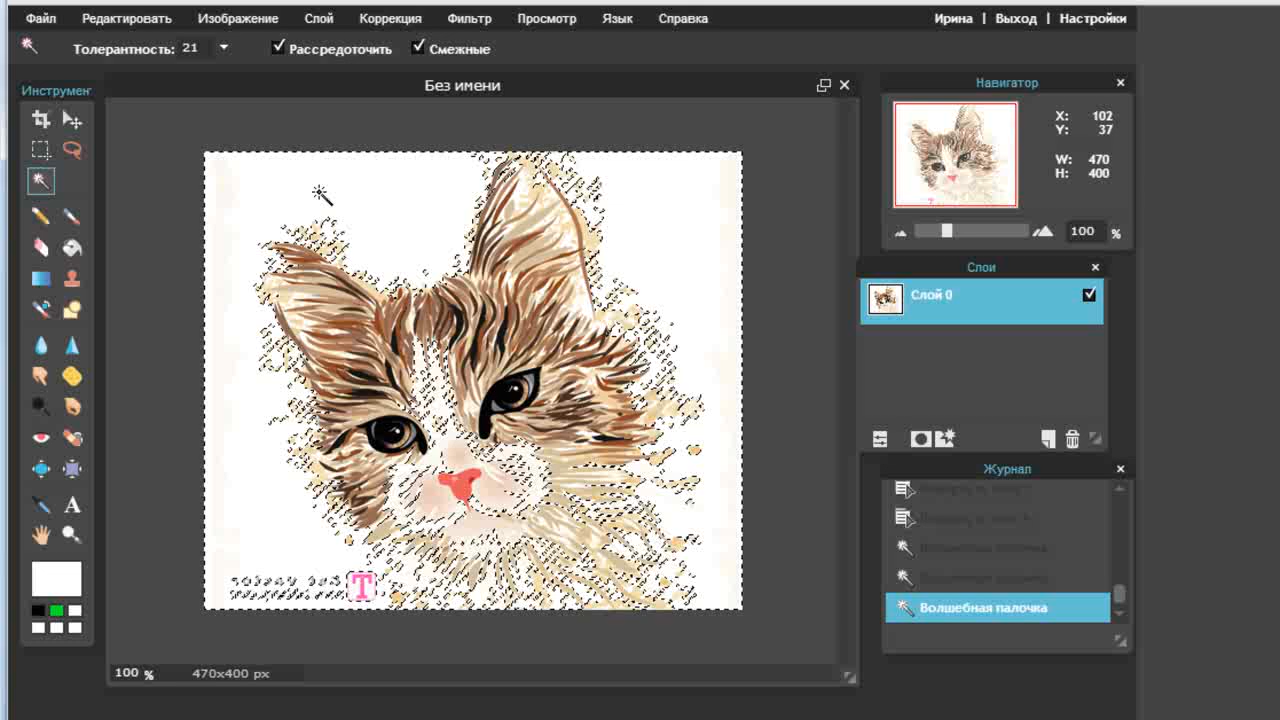 Файл Редактировать Изображение Слой Коррекция Фильтр Просмотр Язык Справка Ирина | Выход | Настройки
Толерантность: 21 Рассредоточить Смежные
Инструмен
Без имени
Навигатор
X: 102
Y: 37
W: 470
H: 400
100 %
Слои
Слой 0
Журнал
Волшебная палочка
A
T
100 % 470x400 px